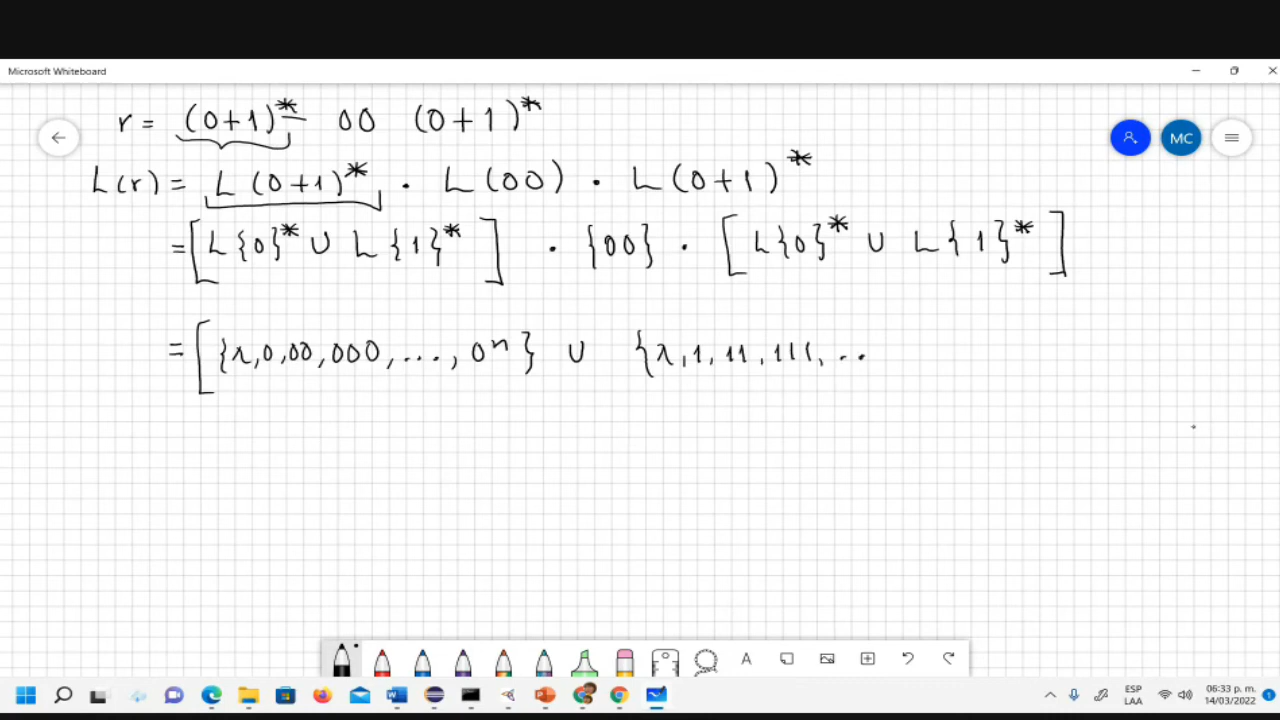 Microsoft Whiteboard
r = (0+1)* 00 (0+1)*
MC
L(r) = L(0+1)* · L(00) · L(0+1)*
= [L{0}* ∪ L{1}*] · {00} · [L{0}* ∪ L{1}*]
= [{λ,0,00,000,...,0ⁿ} ∪ {λ,1,11,111,...
A
ESP
LAA
06:33 p. m.
14/03/2022
1